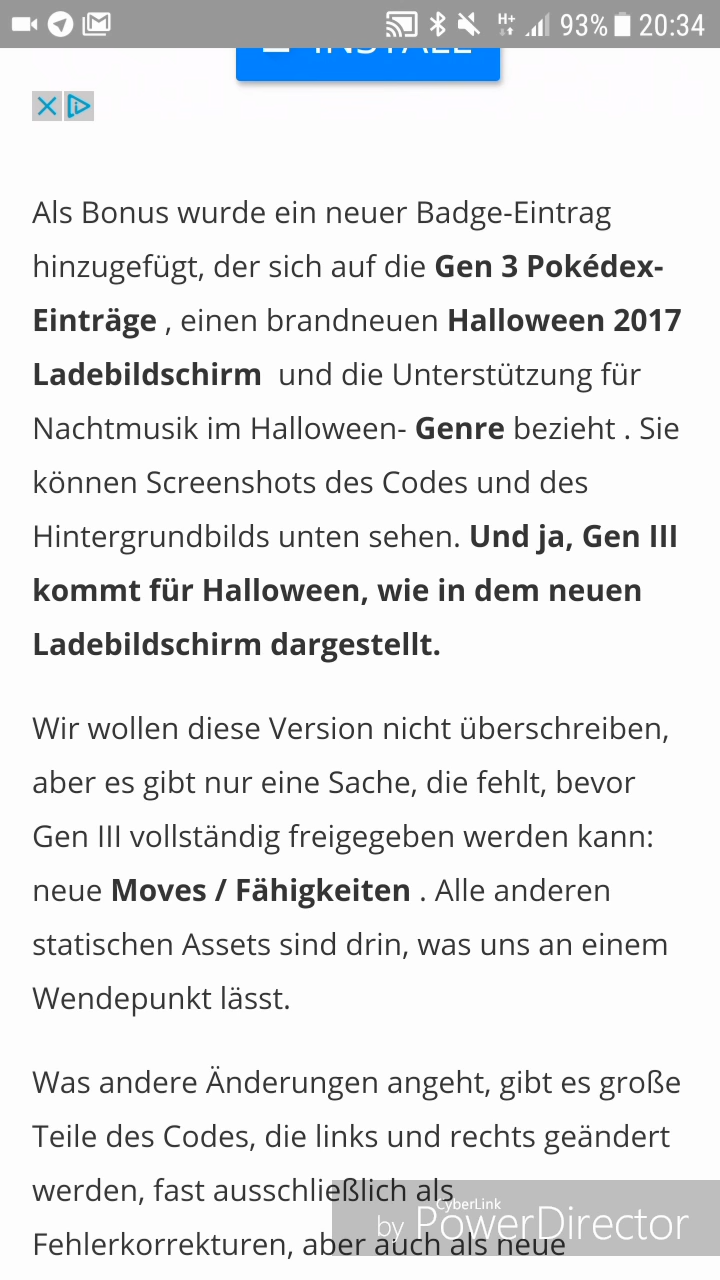 H+ 93% 20:34
INSTALL
Als Bonus wurde ein neuer Badge-Eintrag
hinzugefügt, der sich auf die Gen 3 Pokédex-
Einträge , einen brandneuen Halloween 2017
Ladebildschirm und die Unterstützung für
Nachtmusik im Halloween- Genre bezieht . Sie
können Screenshots des Codes und des
Hintergrundbilds unten sehen. Und ja, Gen III
kommt für Halloween, wie in dem neuen
Ladebildschirm dargestellt.
Wir wollen diese Version nicht überschreiben,
aber es gibt nur eine Sache, die fehlt, bevor
Gen III vollständig freigegeben werden kann:
neue Moves / Fähigkeiten . Alle anderen
statischen Assets sind drin, was uns an einem
Wendepunkt lässt.
Was andere Änderungen angeht, gibt es große
Teile des Codes, die links und rechts geändert
werden, fast ausschließlich als
Fehlerkorrekturen, aber auch als neue
CyberLink
by PowerDirector